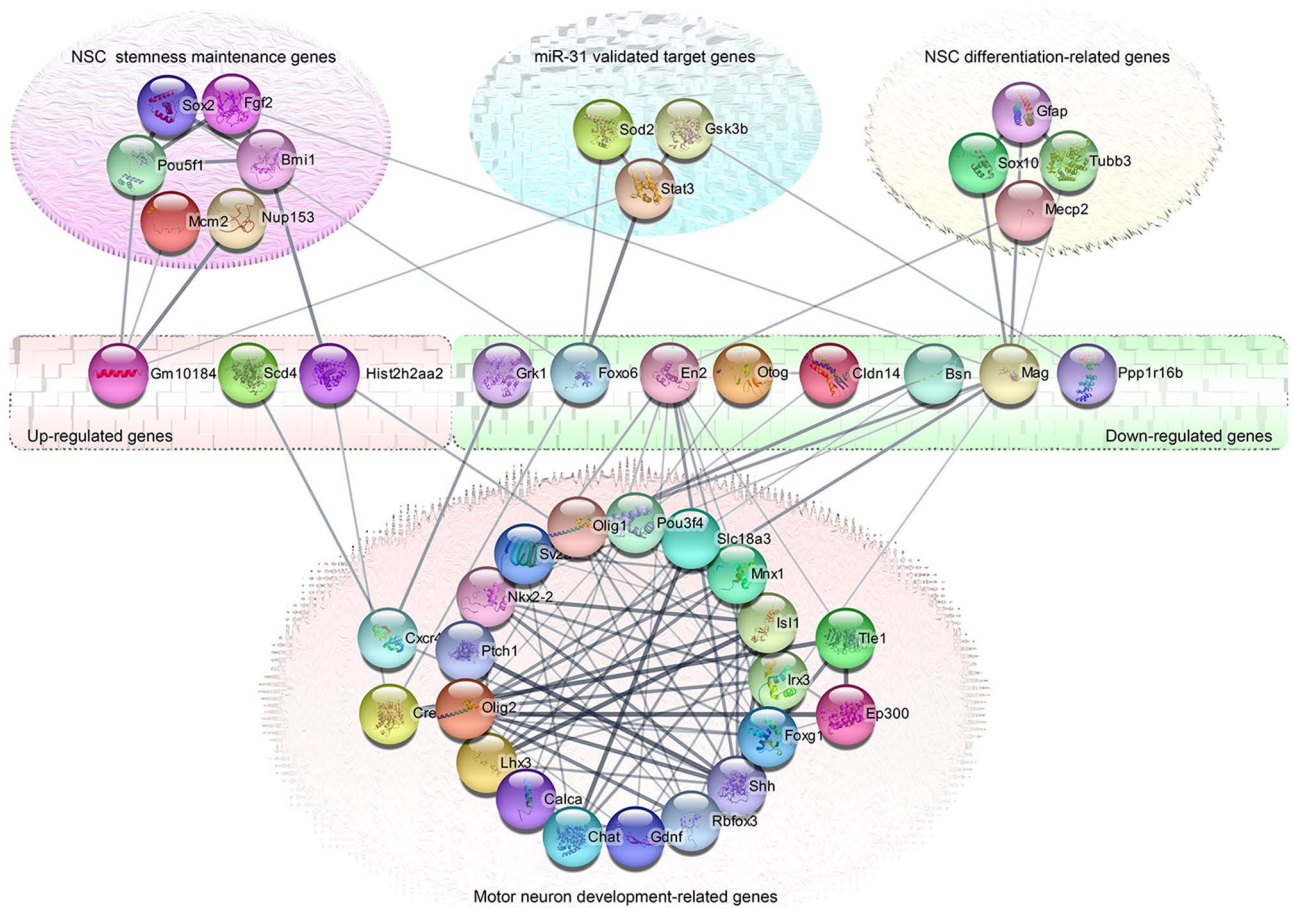 NSC stemness maintenance genes
miR-31 validated target genes
NSC differentiation-related genes
Sox2
Fgf2
Pou5f1
Bmi1
Mcm2
Nup153
Sod2
Gsk3b
Stat3
Gfap
Sox10
Tubb3
Mecp2
Gm10184
Scd4
Hist2h2aa2
Grk1
Foxo6
En2
Otog
Cldn14
Bsn
Mag
Ppp1r16b
Up-regulated genes
Down-regulated genes
Olig1
Pou3f4
Slc18a3
Mnx1
Nkx2-2
Isl1
Cxcr4
Ptch1
Tle1
Irx3
Cre
Olig2
Ep300
Foxg1
Lhx3
Shh
Calca
Rbfox3
Chat
Gdnf
Motor neuron development-related genes